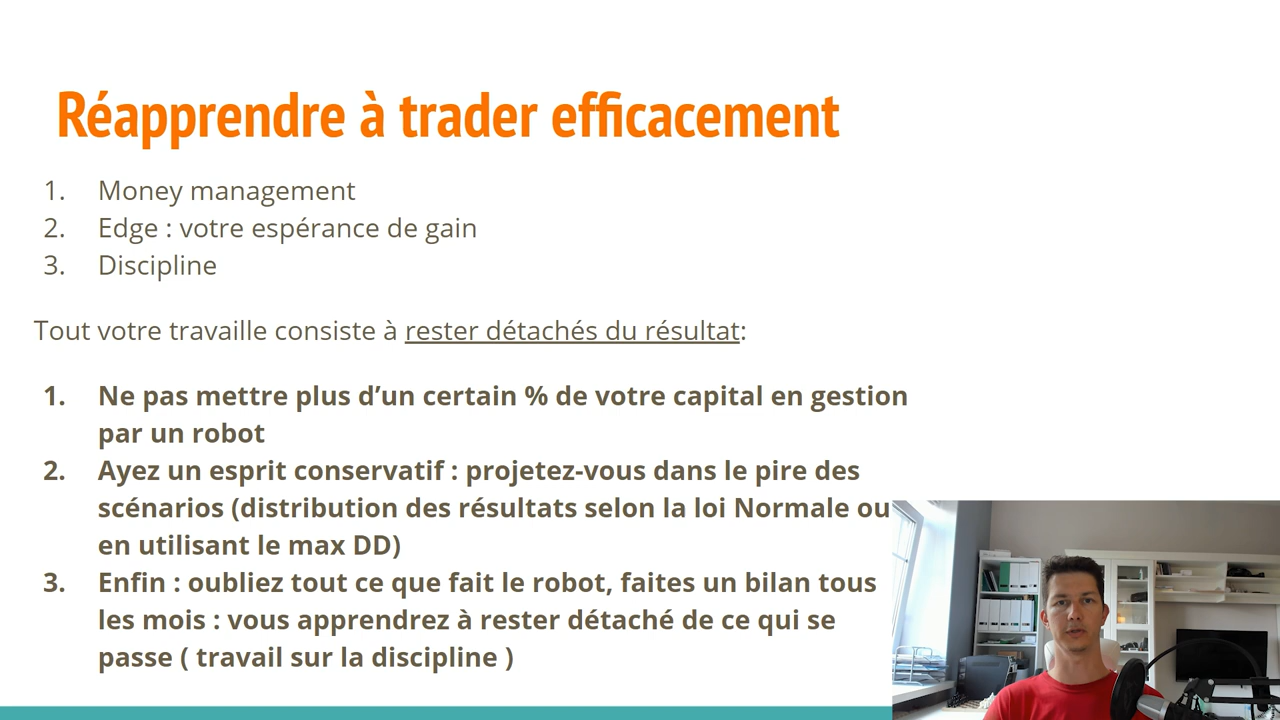 Réapprendre à trader efficacement
1. Money management
2. Edge : votre espérance de gain
3. Discipline
Tout votre travaille consiste à rester détachés du résultat:
1. Ne pas mettre plus d’un certain % de votre capital en gestion
par un robot
2. Ayez un esprit conservatif : projetez-vous dans le pire des
scénarios (distribution des résultats selon la loi Normale ou
en utilisant le max DD)
3. Enfin : oubliez tout ce que fait le robot, faites un bilan tous
les mois : vous apprendrez à rester détaché de ce qui se
passe ( travail sur la discipline )